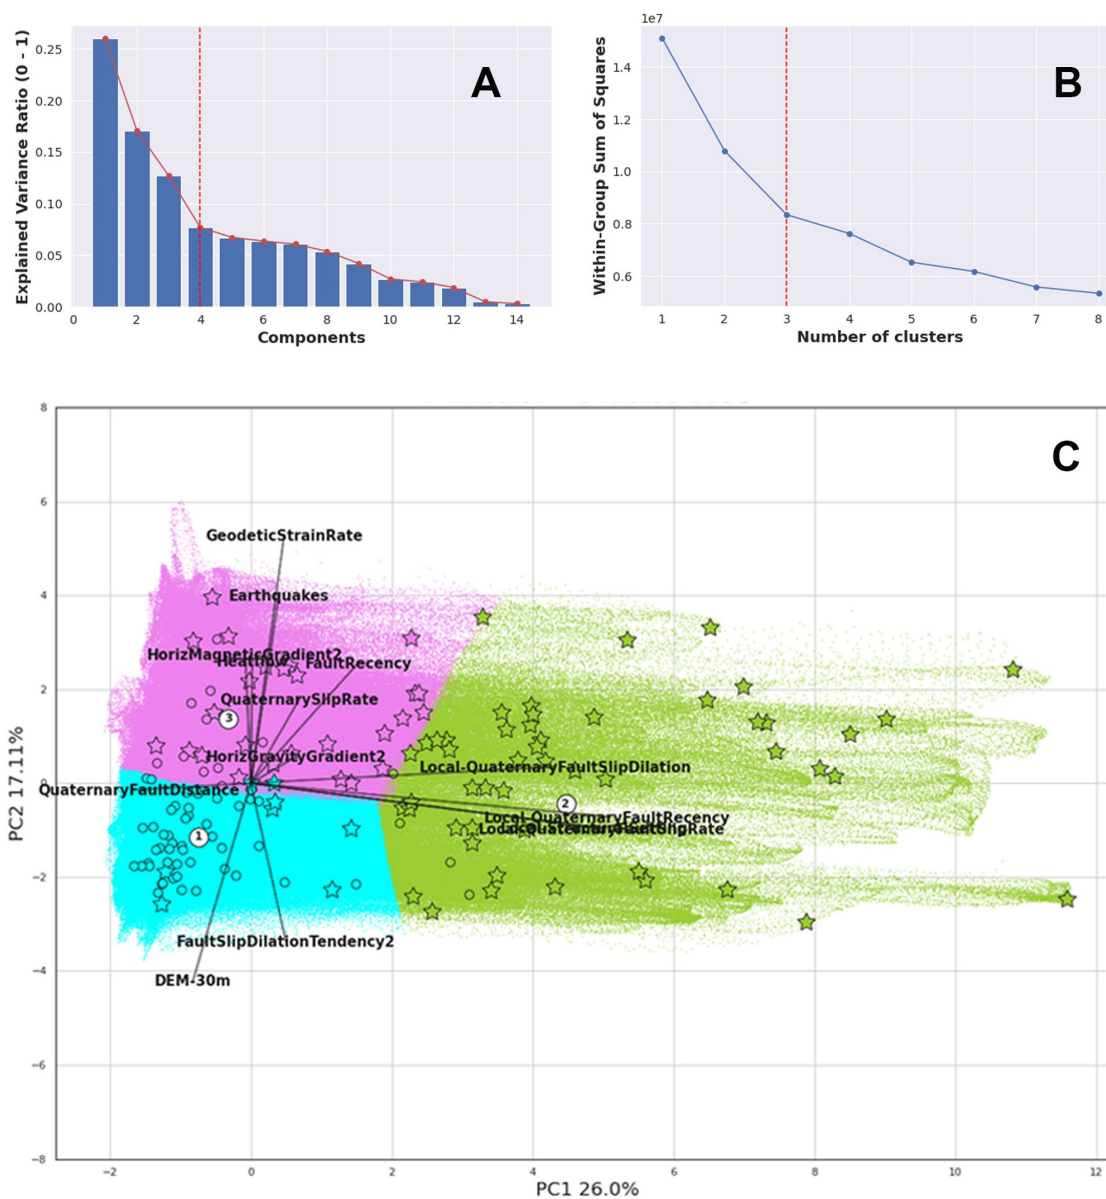 A
Explained Variance Ratio (0 - 1)
0.25
0.20
0.15
0.10
0.05
0.00
0 2 4 6 8 10 12 14
Components
1e7
B
Within-Group Sum of Squares
1.4
1.2
1.0
0.8
0.6
1 2 3 4 5 6 7 8
Number of clusters
C
PC2 17.11%
8
6
4
2
0
−2
−4
−6
−8
GeodeticStrainRate
Earthquakes
HorizMagneticGradient2
Heatflow
FaultRecency
QuaternarySlipRate
3
HorizGravityGradient2
Local-QuaternaryFaultSlipDilation
QuaternaryFaultDistance
2
Local-QuaternaryFaultRecency
1
FaultSlipDilationTendency2
DEM-30m
−2 0 2 4 6 8 10 12
PC1 26.0%